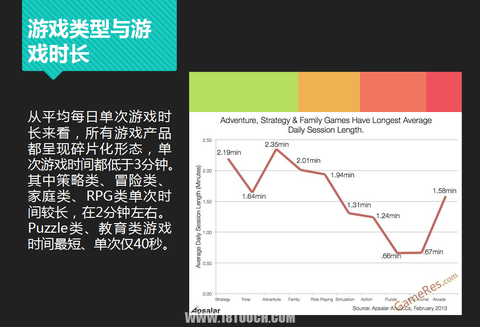 游戏类型与游
戏时长
从平均每日单次游戏时
长来看，所有游戏产品
都呈现碎片化形态，单
次游戏时间都低于3分钟。
其中策略类、冒险类、
家庭类、RPG类单次时
间较长，在2分钟左右。
Puzzle类、教育类游戏
时间最短、单次仅40秒。
Adventure, Strategy & Family Games Have Longest Average
Daily Session Length.
Average Daily Session Length (Minutes)
2.50
2.00
1.50
1.00
0.50
0.00
2.19min
1.64min
2.35min
2.01min
1.94min
1.31min
1.24min
.66min
.67min
1.58min
Strategy Trivia Adventure Family Role Playing Simulation Action Puzzle Arcade
Apsalar
Source: Apsalar Analytics, February 2013
GameRes.com
WWW.18TOUCH.COM